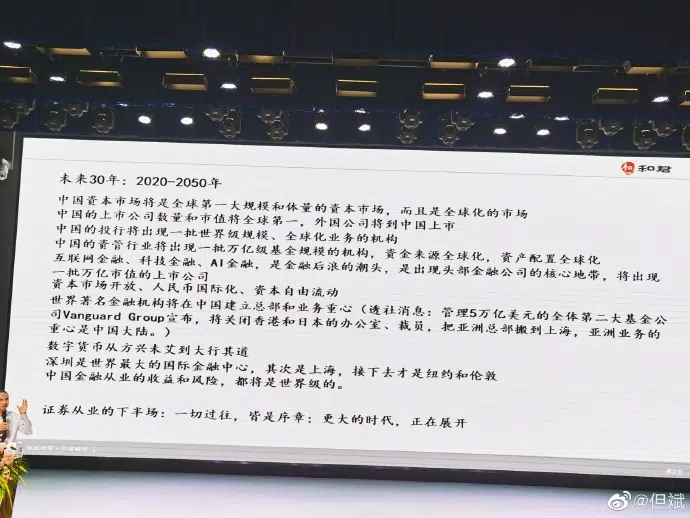 和君
未来30年：2020-2050年
中国资本市场将是全球第一大规模和体量的资本市场，而且是全球化的市场
中国的上市公司数量和市值将全球第一，外国公司将到中国上市
中国的投行将出现一批世界级规模、全球化业务的机构
中国的资管行业将出现一批万亿级基金规模的机构，资金来源全球化，资产配置全球化
互联网金融、科技金融、AI金融，是金融后浪的潮头，是出现头部金融公司的核心地带，将出现
一批万亿市值的上市公司
资本市场开放、人民币国际化、资本自由流动
世界著名金融机构将在中国建立总部和业务重心（透社消息：管理5万亿美元的全体第二大基金公
司Vanguard Group宣布，将关闭香港和日本的办公室、裁员，把亚洲总部搬到上海，亚洲业务的
重心是中国大陆。）
数字货币从方兴未艾到大行其道
深圳是世界最大的国际金融中心，其次是上海，接下去才是纽约和伦敦
中国金融从业的收益和风险，都将是世界级的。
证券从业的下半场：一切过往，皆是序章；更大的时代，正在展开
@但斌